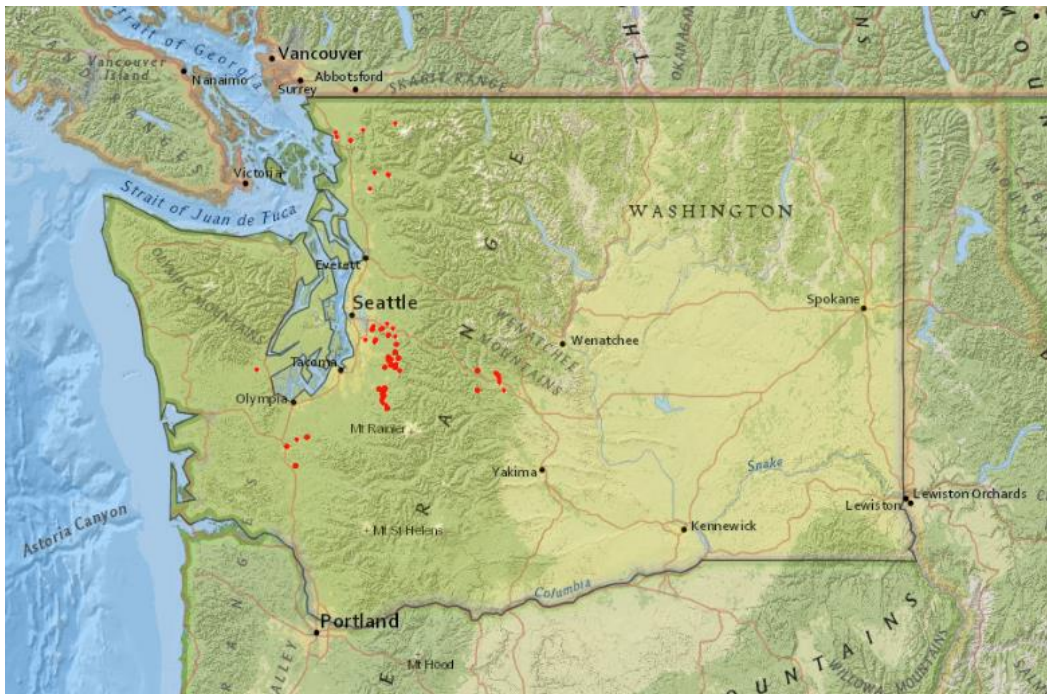 Vancouver
Strait of Georgia
Vancouver
Island
Nanaimo
Surrey
Abbotsford
SKAGIT RANGE
OKANAGAN
RANGES
Victoria
Strait of Juan de Fuca
WASHINGTON
Everett
OLYMPIC MOUNTAINS
Seattle
Spokane
WENATCHEE
MOUNTAINS
Wenatchee
Tacoma
Olympia
Mt Rainier
Yakima
Snake
Lewiston Orchards
Lewiston
Astoria Canyon
Mt St Helens
Kennewick
Columbia
Portland
Mt Hood
VALLEY
MOUNTAINS